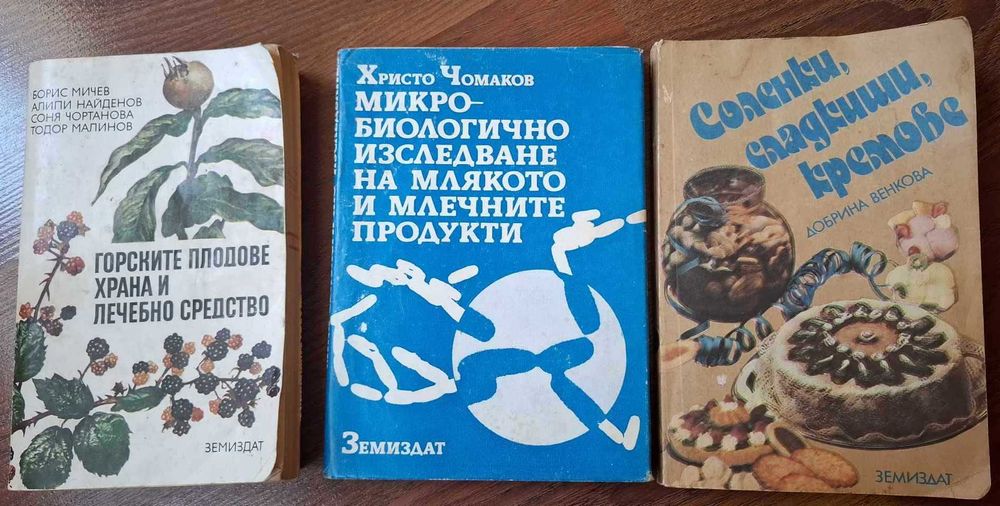 БОРИС МИЧЕВ
АЛИПИ НАЙДЕНОВ
СОНЯ ЧОРТАНОВА
ТОДОР МАЛИНОВ
ГОРСКИТЕ ПЛОДОВЕ
ХРАНА И
ЛЕЧЕБНО СРЕДСТВО
ЗЕМИЗДАТ
Христо Чомаков
МИКРО-
БИОЛОГИЧНО
ИЗСЛЕДВАНЕ
НА МЛЯКОТО
И МЛЕЧНИТЕ
ПРОДУКТИ
Земиздат
Соленки,
сладкиши,
кремове
ДОБРИНА ВЕНКОВА
ЗЕМИЗДАТ